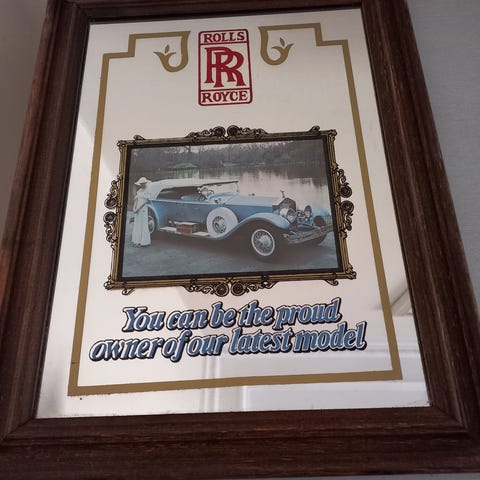 ROLLS
RR
ROYCE
You can be the proud
owner of our latest model